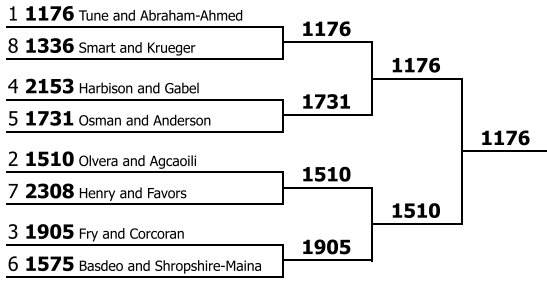 1 1176 Tune and Abraham-Ahmed
8 1336 Smart and Krueger
4 2153 Harbison and Gabel
5 1731 Osman and Anderson
2 1510 Olvera and Agcaoili
7 2308 Henry and Favors
3 1905 Fry and Corcoran
6 1575 Basdeo and Shropshire-Maina
1176
1731
1510
1905
1176
1510
1176